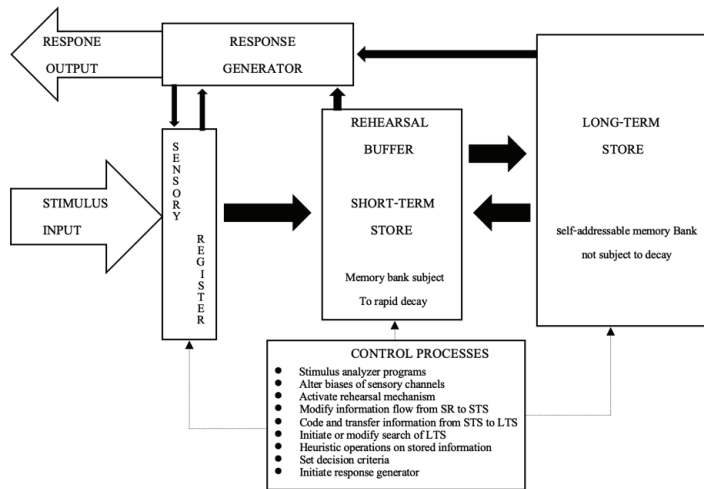 RESPONE
OUTPUT
RESPONSE
GENERATOR
STIMULUS
INPUT
SENSORY
REGISTER
REHEARSAL
BUFFER
SHORT-TERM
STORE
Memory bank subject
To rapid decay
LONG-TERM
STORE
self-addressable memory Bank
not subject to decay
CONTROL PROCESSES
● Stimulus analyzer programs
● Alter biases of sensory channels
● Activate rehearsal mechanism
● Modify information flow from SR to STS
● Code and transfer information from STS to LTS
● Initiate or modify search of LTS
● Heuristic operations on stored information
● Set decision criteria
● Initiate response generator